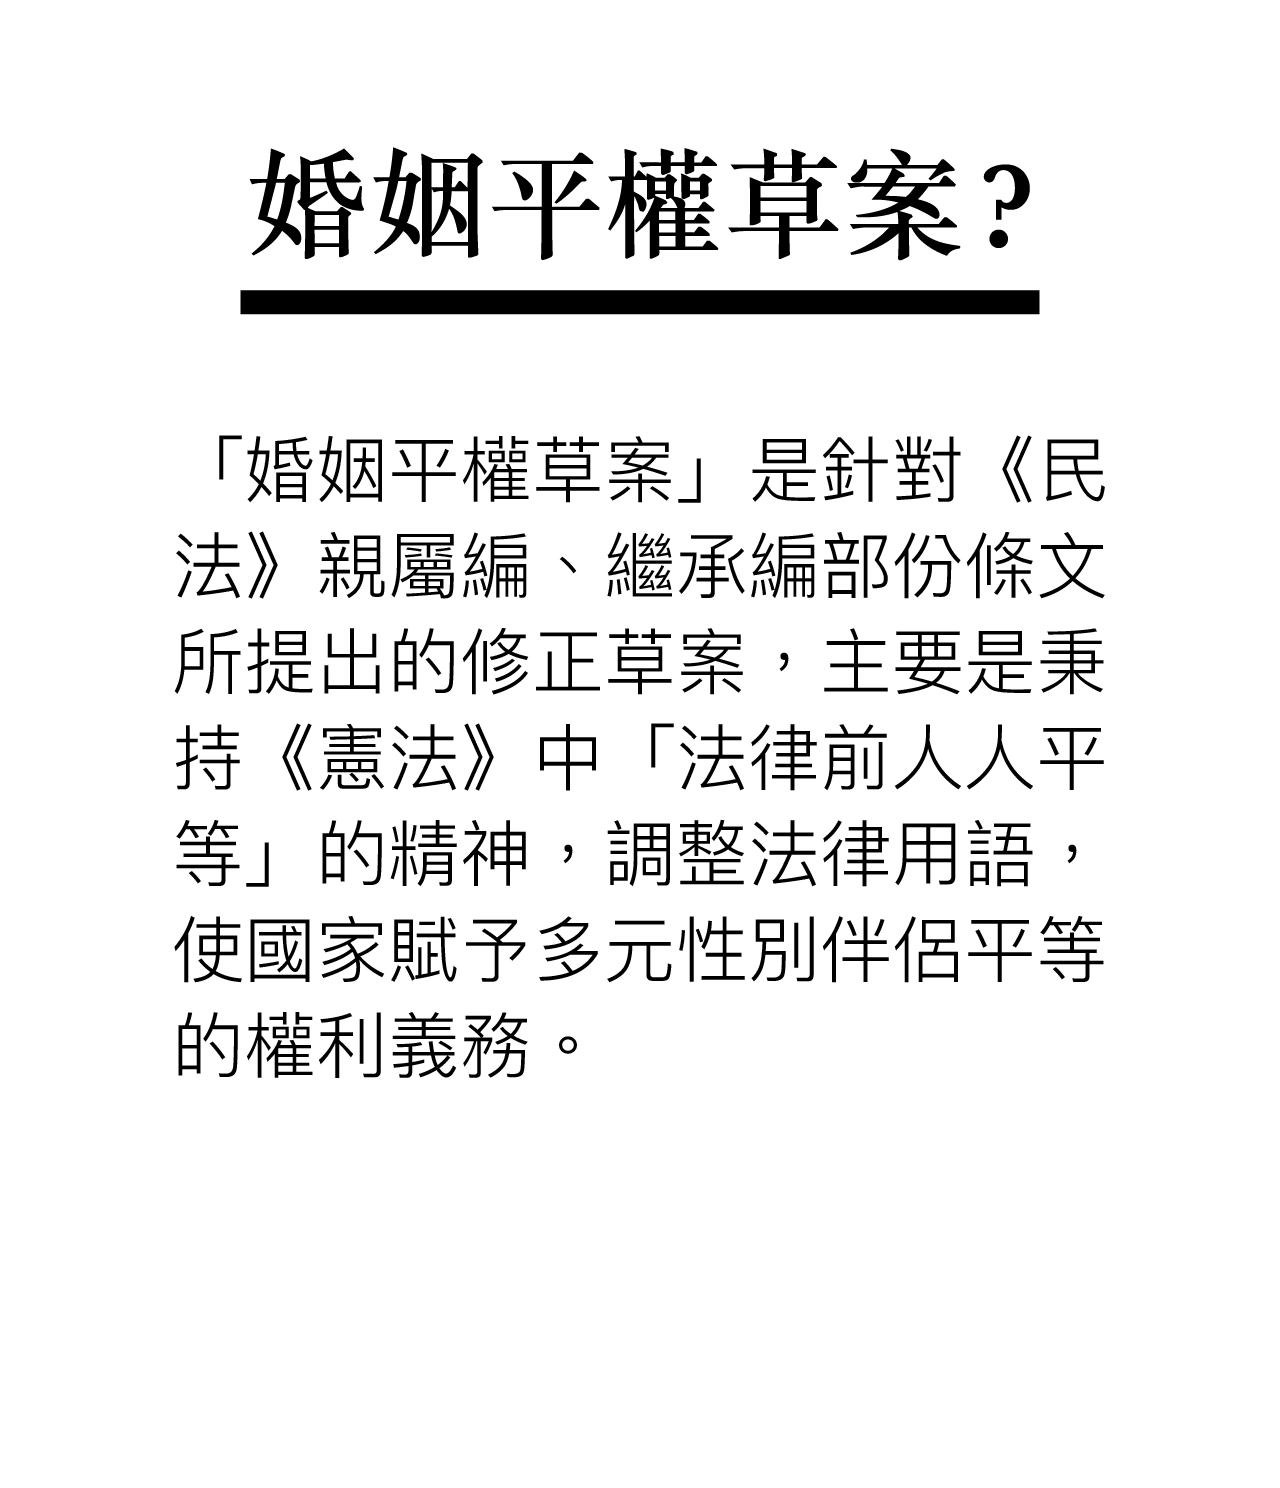 婚姻平權草案?
「婚姻平權草案」是針對《民
法》親屬編、繼承編部份條文
所提出的修正草案，主要是秉
持《憲法》中「法律前人人平
等」的精神，調整法律用語，
使國家賦予多元性別伴侶平等
的權利義務。